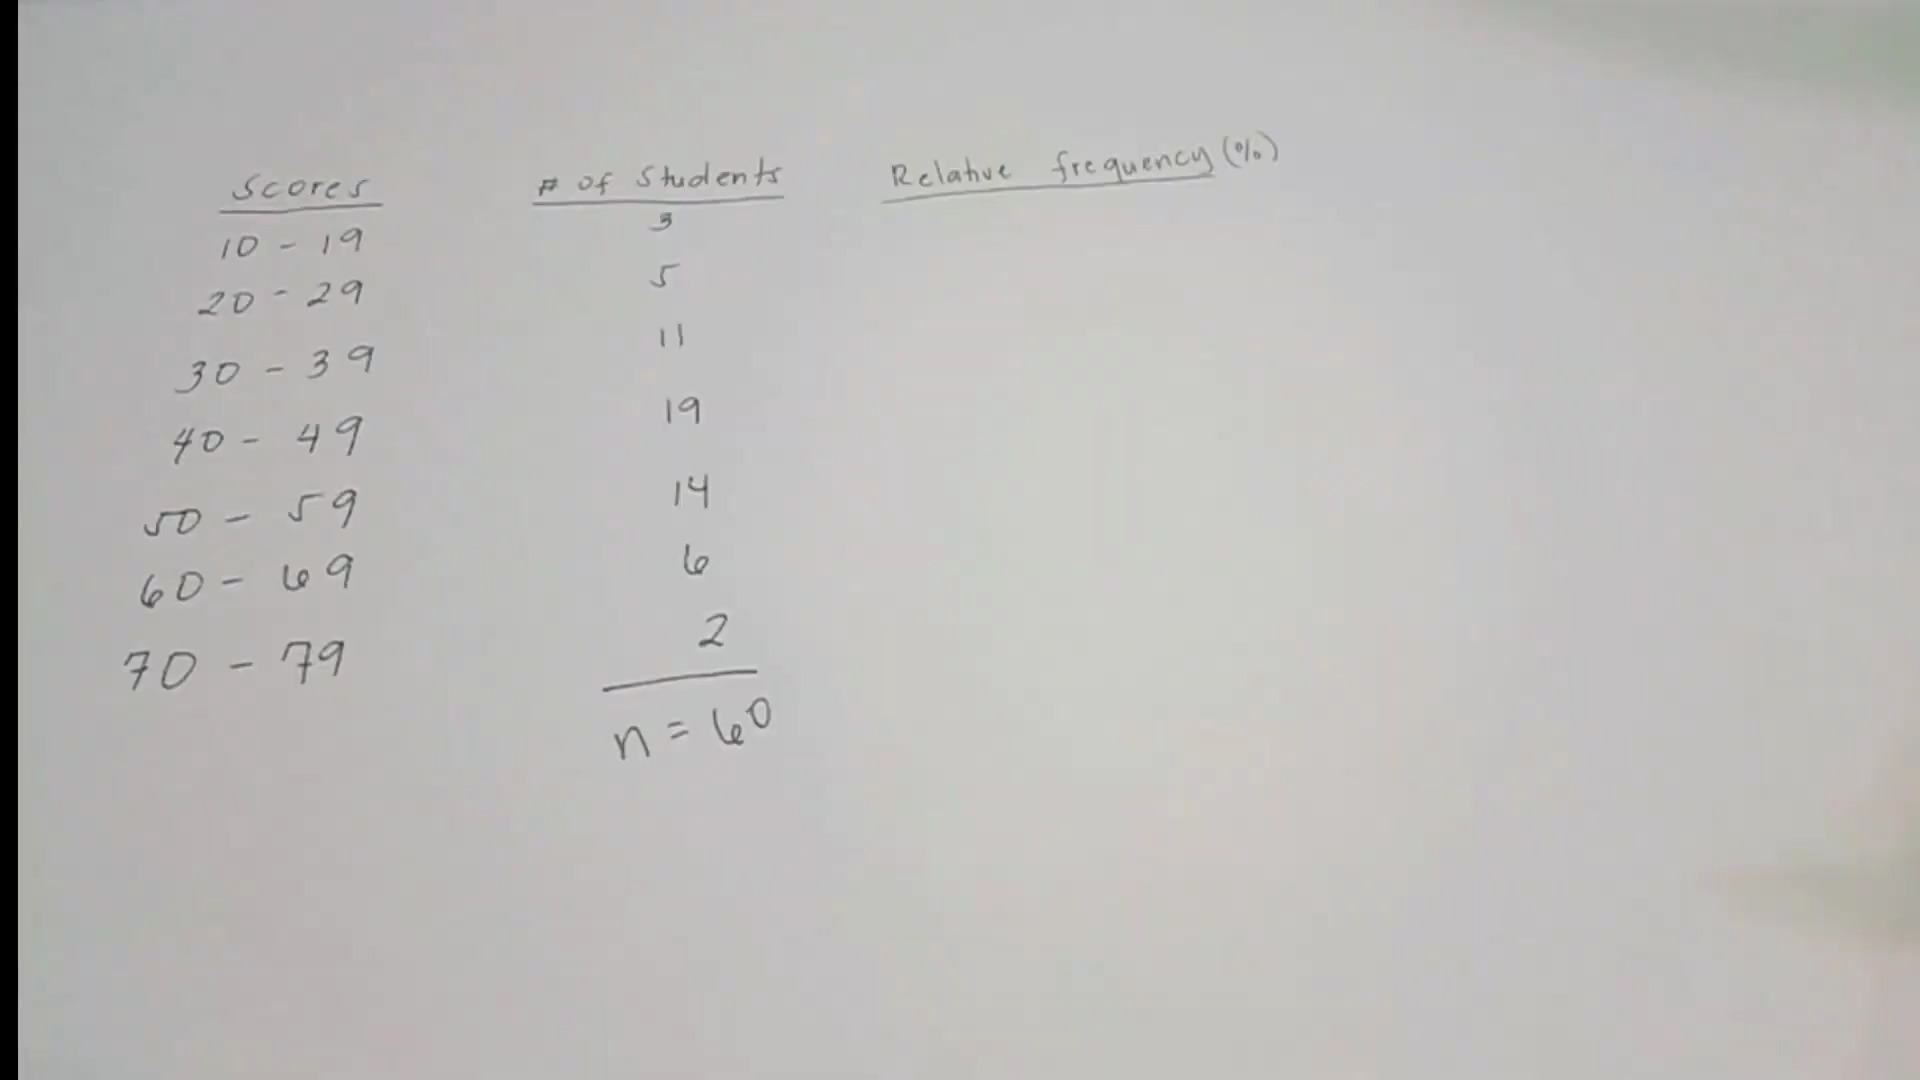 Scores # of Students Relative frequency (%)
10 - 19 3
20 - 29 5
30 - 39 11
40 - 49 19
50 - 59 14
60 - 69 6
70 - 79 2
n = 60